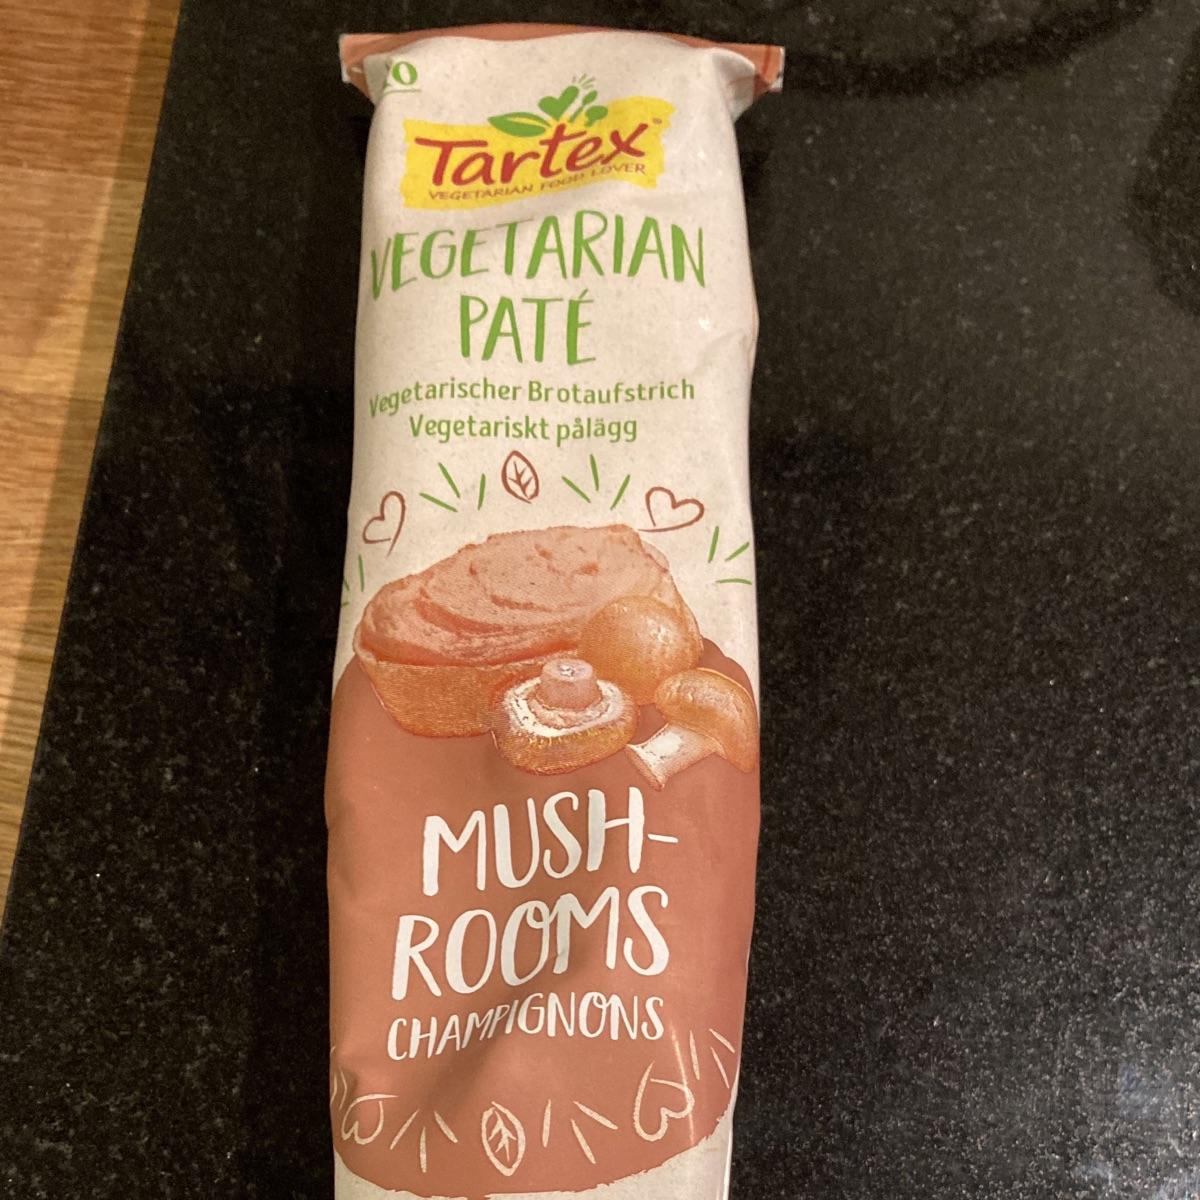 Tartex
VEGETARIAN FOOD LOVER
VEGETARIAN
PATÉ
Vegetarischer Brotaufstrich
Vegetariskt pålägg
MUSH-
ROOMS
CHAMPIGNONS